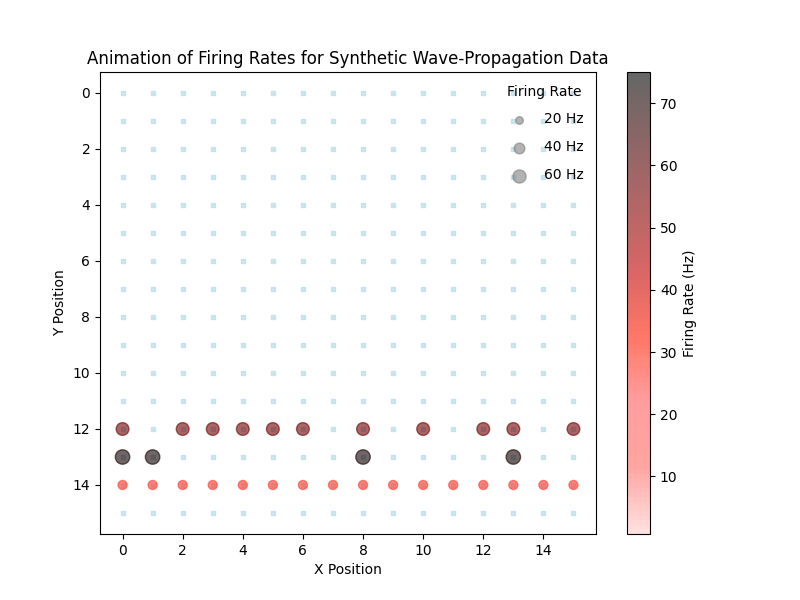 Animation of Firing Rates for Synthetic Wave-Propagation Data
Firing Rate
20 Hz
40 Hz
60 Hz
0
2
4
6
8
10
12
14
Y Position
0 2 4 6 8 10 12 14
X Position
70
60
50
40
30
20
10
Firing Rate (Hz)